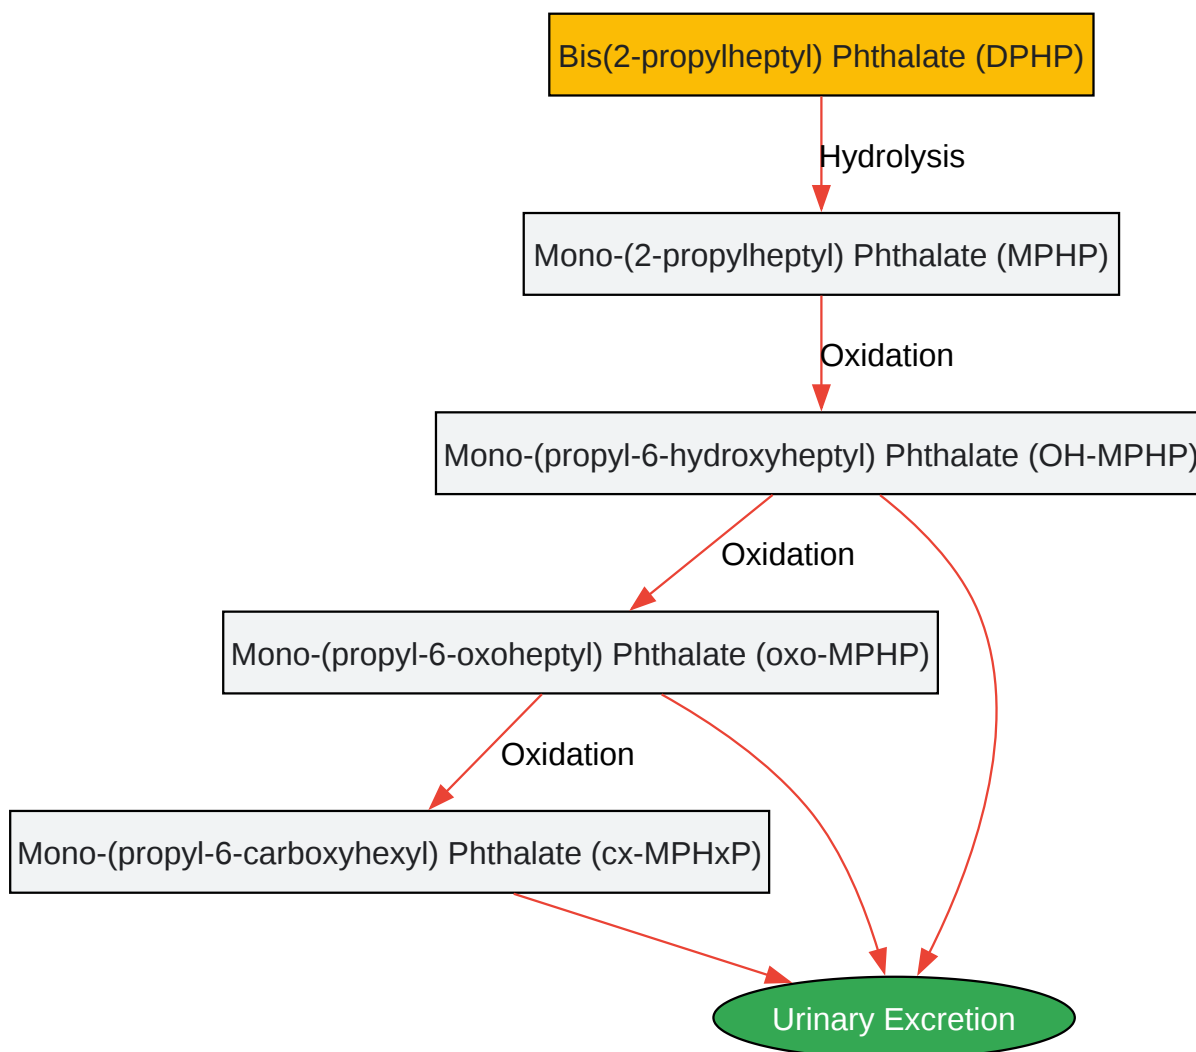 Bis(2-propylheptyl) Phthalate (DPHP)
Hydrolysis
Mono-(2-propylheptyl) Phthalate (MPHP)
Oxidation
Mono-(propyl-6-hydroxyheptyl) Phthalate (OH-MPHP)
Oxidation
Mono-(propyl-6-oxoheptyl) Phthalate (oxo-MPHP)
Oxidation
Mono-(propyl-6-carboxyhexyl) Phthalate (cx-MPHxP)
Urinary Excretion